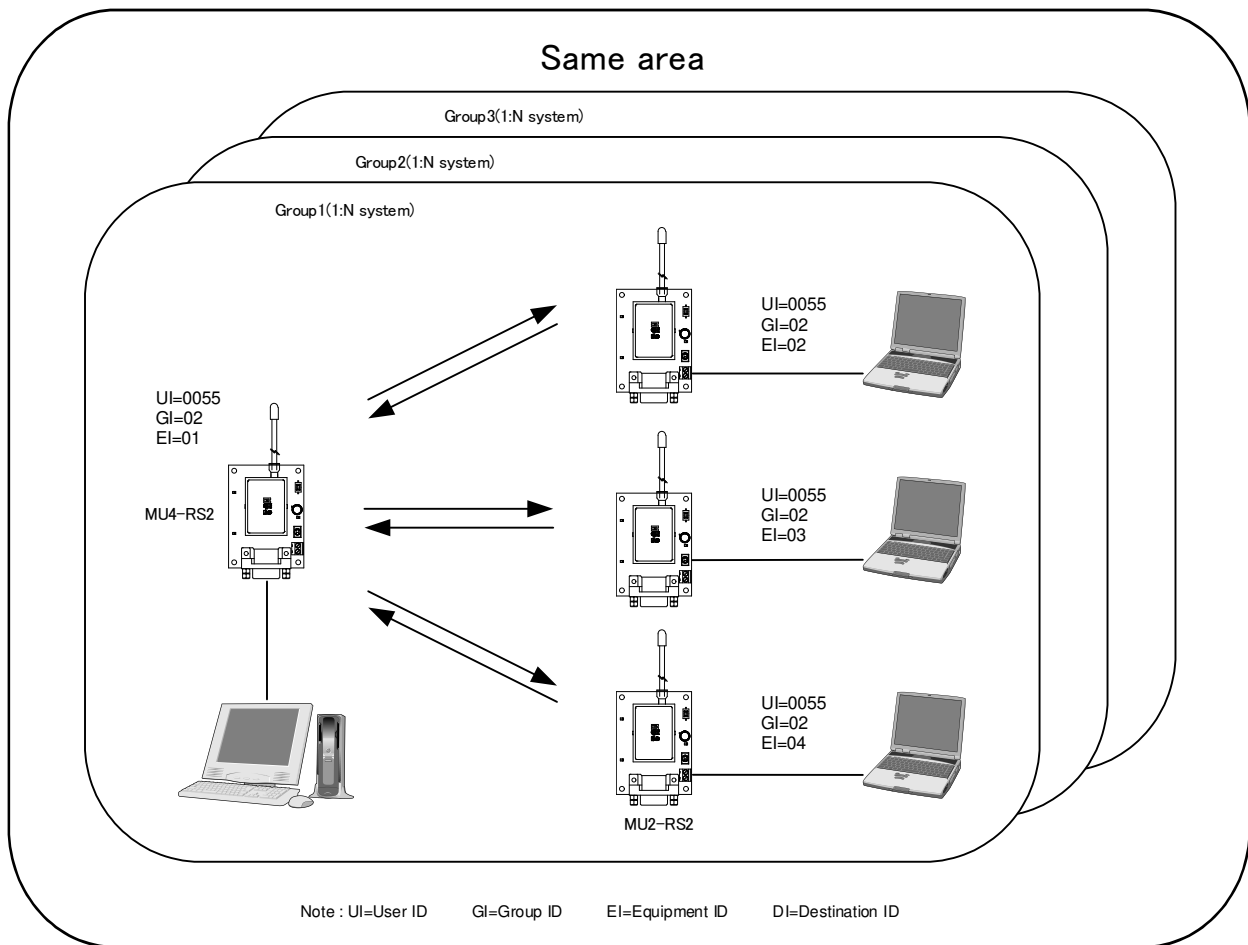 Same area
Group3(1:N system)
Group2(1:N system)
Group1(1:N system)
UI=0055
GI=02
EI=01
MU4-RS2
UI=0055
GI=02
EI=02
UI=0055
GI=02
EI=03
UI=0055
GI=02
EI=04
MU2-RS2
Note : UI=User ID GI=Group ID EI=Equipment ID DI=Destination ID